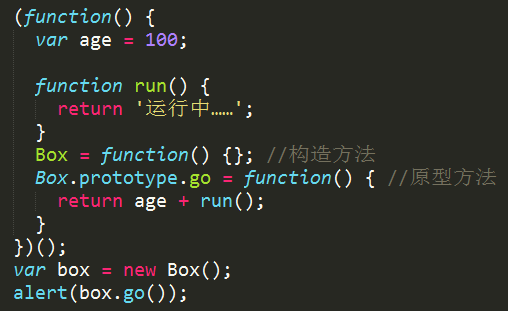 (function() {
  var age = 100;

  function run() {
    return '运行中……';
  }
  Box = function() {}; //构造方法
  Box.prototype.go = function() { //原型方法
    return age + run();
  }
})();
var box = new Box();
alert(box.go());